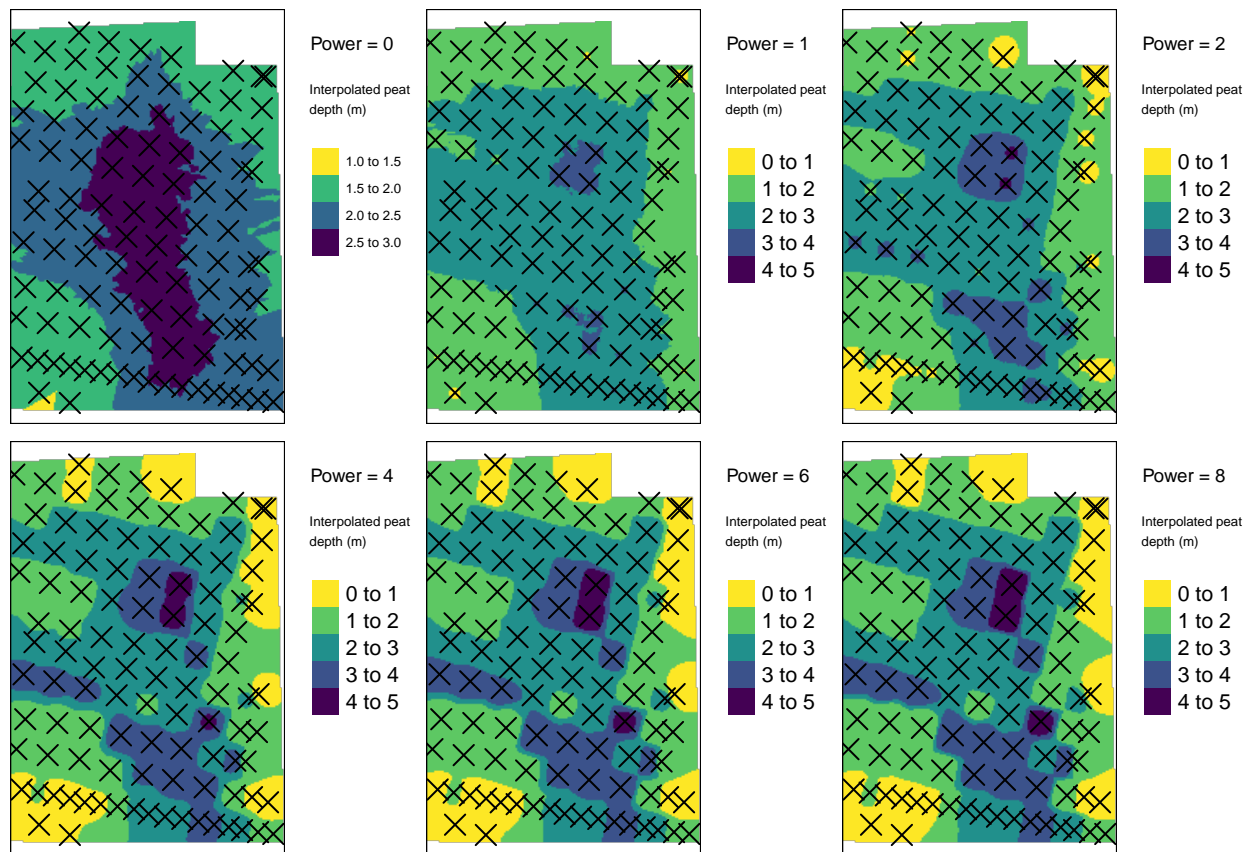 Power = 0
Interpolated peat
depth (m)
1.0 to 1.5
1.5 to 2.0
2.0 to 2.5
2.5 to 3.0
Power = 1
Interpolated peat
depth (m)
0 to 1
1 to 2
2 to 3
3 to 4
4 to 5
Power = 2
Interpolated peat
depth (m)
0 to 1
1 to 2
2 to 3
3 to 4
4 to 5
Power = 4
Interpolated peat
depth (m)
0 to 1
1 to 2
2 to 3
3 to 4
4 to 5
Power = 6
Interpolated peat
depth (m)
0 to 1
1 to 2
2 to 3
3 to 4
4 to 5
Power = 8
Interpolated peat
depth (m)
0 to 1
1 to 2
2 to 3
3 to 4
4 to 5